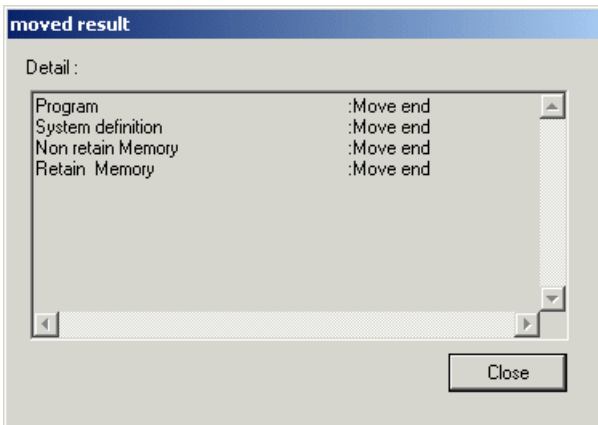 moved result
Detail :
Program :Move end
System definition :Move end
Non retain Memory :Move end
Retain Memory :Move end
Close